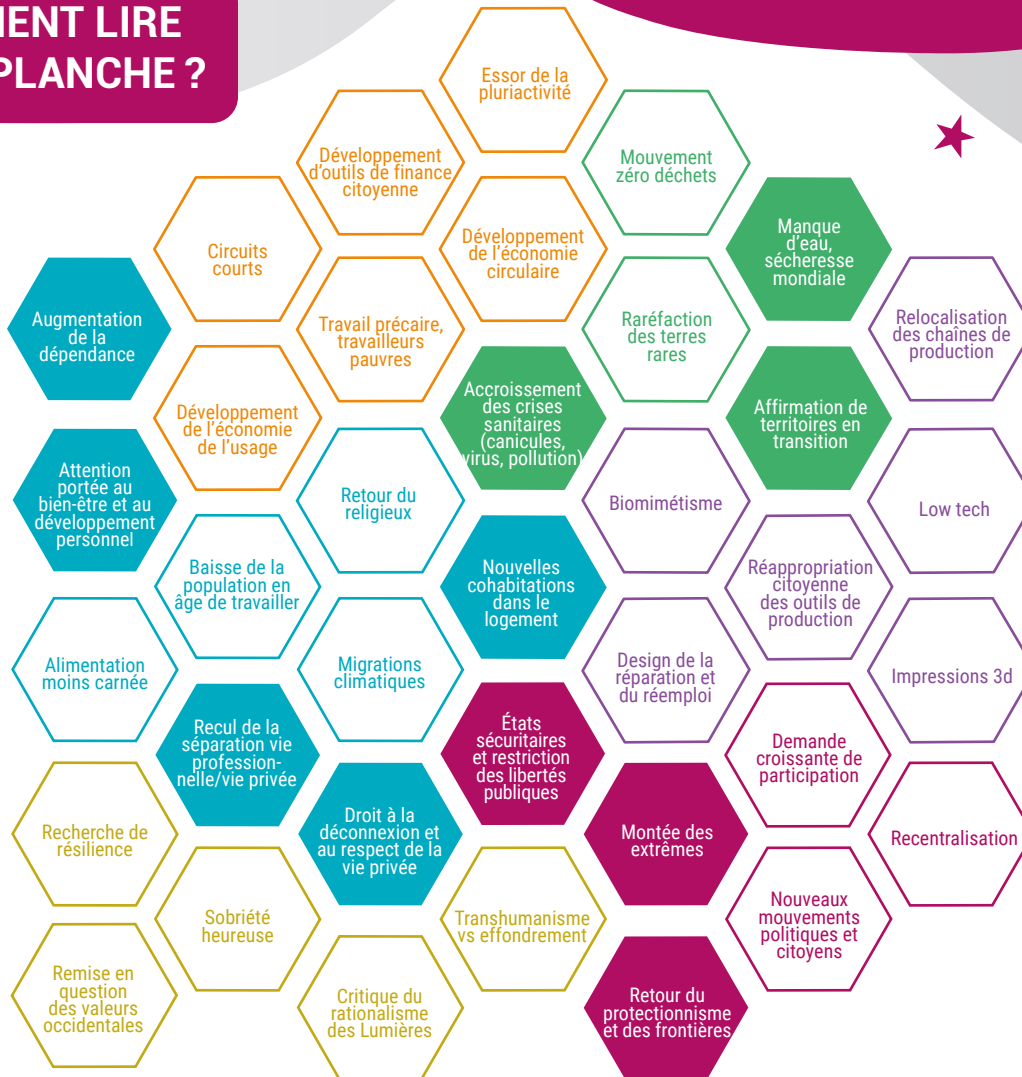 MENT LIRE
PLANCHE ?
Essor de la
pluriactivité
Développement
d'outils de finance
citoyenne
Mouvement
zéro déchets
Circuits
courts
Développement
de l'économie
circulaire
Manque
d'eau,
sécheresse
mondiale
Augmentation
de la
dépendance
Travail précaire,
travailleurs
pauvres
Raréfaction
des terres
rares
Relocalisation
des chaînes de
production
Développement
de l'économie
de l'usage
Accroissement
des crises
sanitaires
(canicules,
virus, pollution)
Affirmation de
territoires en
transition
Attention
portée au
bien-être et au
développement
personnel
Retour du
religieux
Biomimétisme
Low tech
Baisse de la
population en
âge de travailler
Nouvelles
cohabitations
dans le
logement
Réappropriation
citoyenne
des outils de
production
Alimentation
moins carnée
Migrations
climatiques
Design de la
réparation et
du réemploi
Impressions 3d
Recul de la
séparation vie
profession-
nelle/vie privée
États
sécuritaires
et restriction
des libertés
publiques
Demande
croissante de
participation
Recherche de
résilience
Droit à la
déconnexion et
au respect de la
vie privée
Montée des
extrêmes
Recentralisation
Sobriété
heureuse
Transhumanisme
vs effondrement
Nouveaux
mouvements
politiques et
citoyens
Remise en
question
des valeurs
occidentales
Critique du
rationalisme
des Lumières
Retour du
protectionnisme
et des frontières